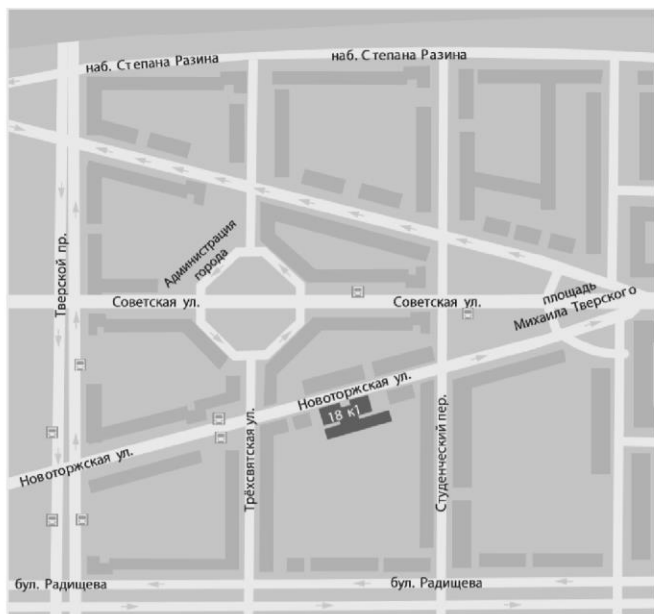 наб. Степана Разина
наб. Степана Разина
Тверской пр.
Администрация
города
Советская ул.
Советская ул.
площадь
Михаила Тверского
Новоторжская ул.
18 к1
Новоторжская ул.
Трёхсвятская ул.
Студенческий пер.
бул. Радищева
бул. Радищева